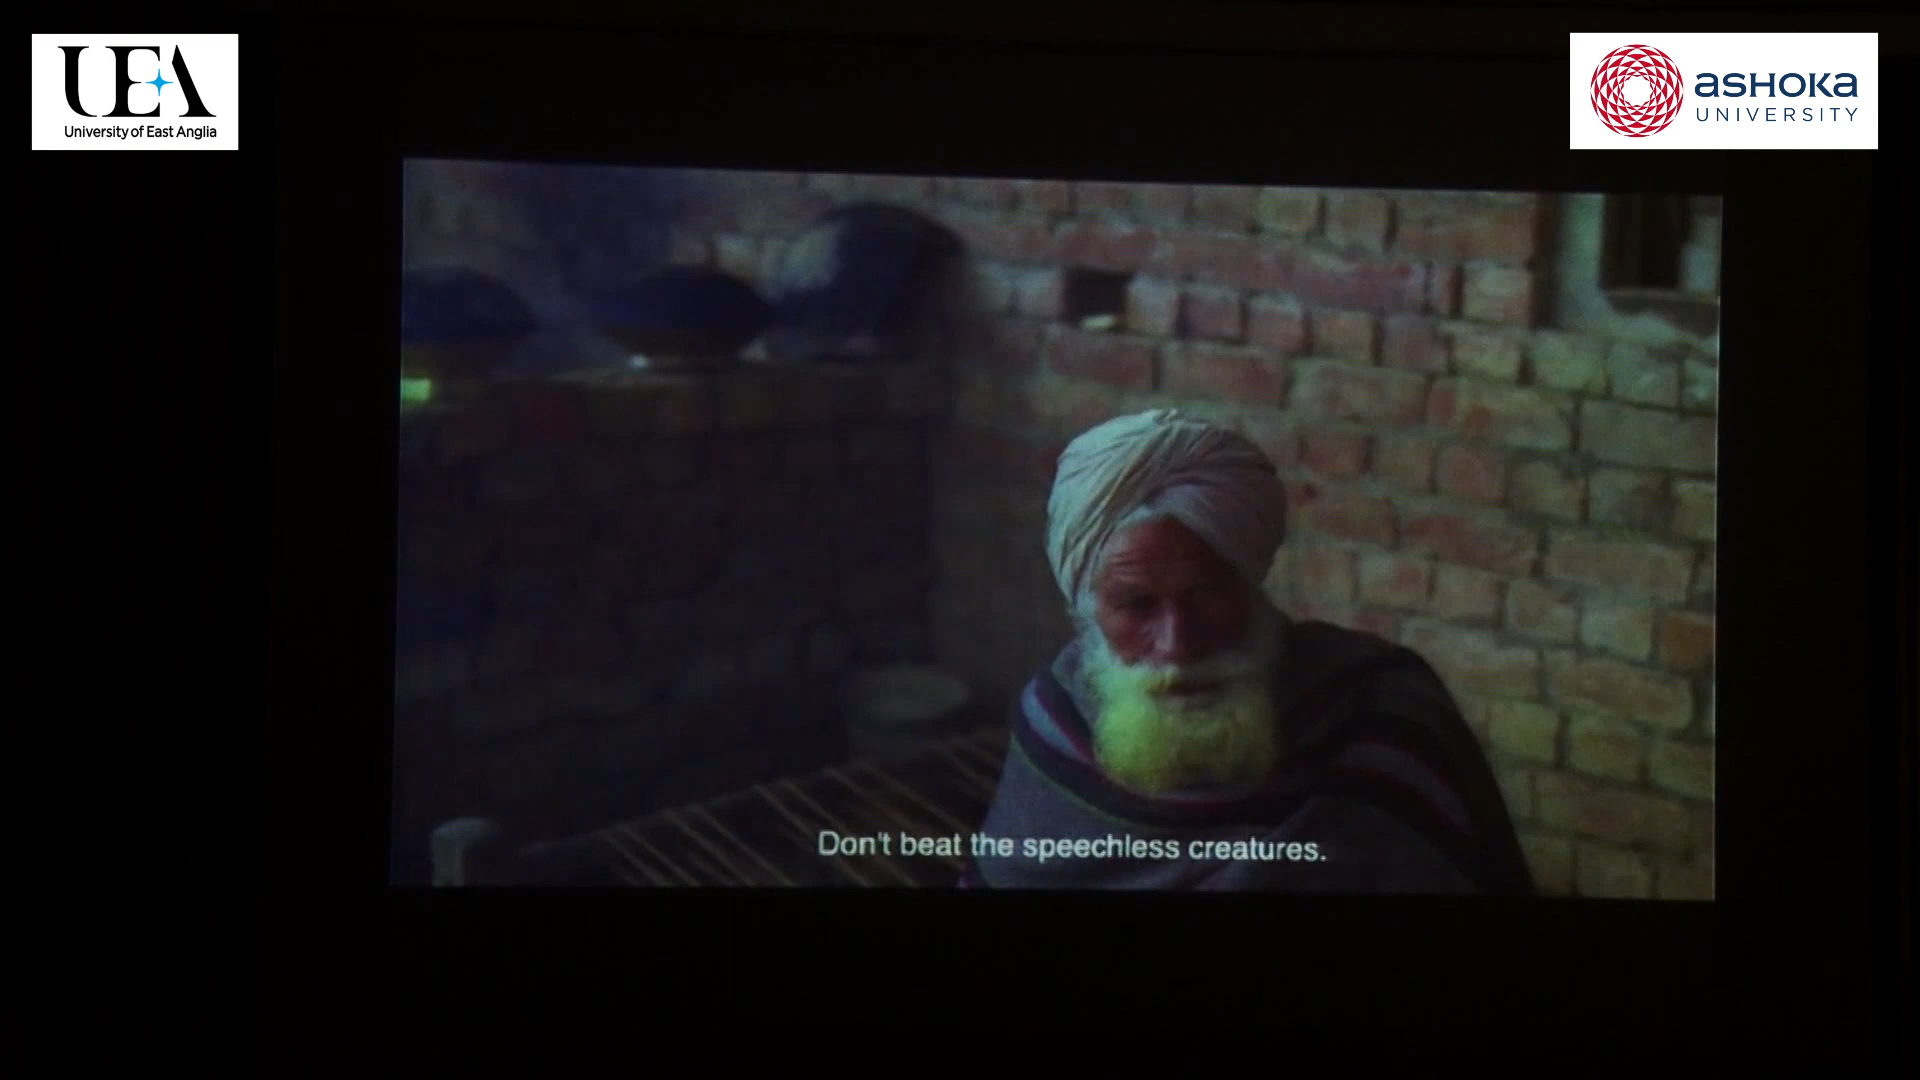 UEA
University of East Anglia
ASHOKA
UNIVERSITY
Don't beat the speechless creatures.